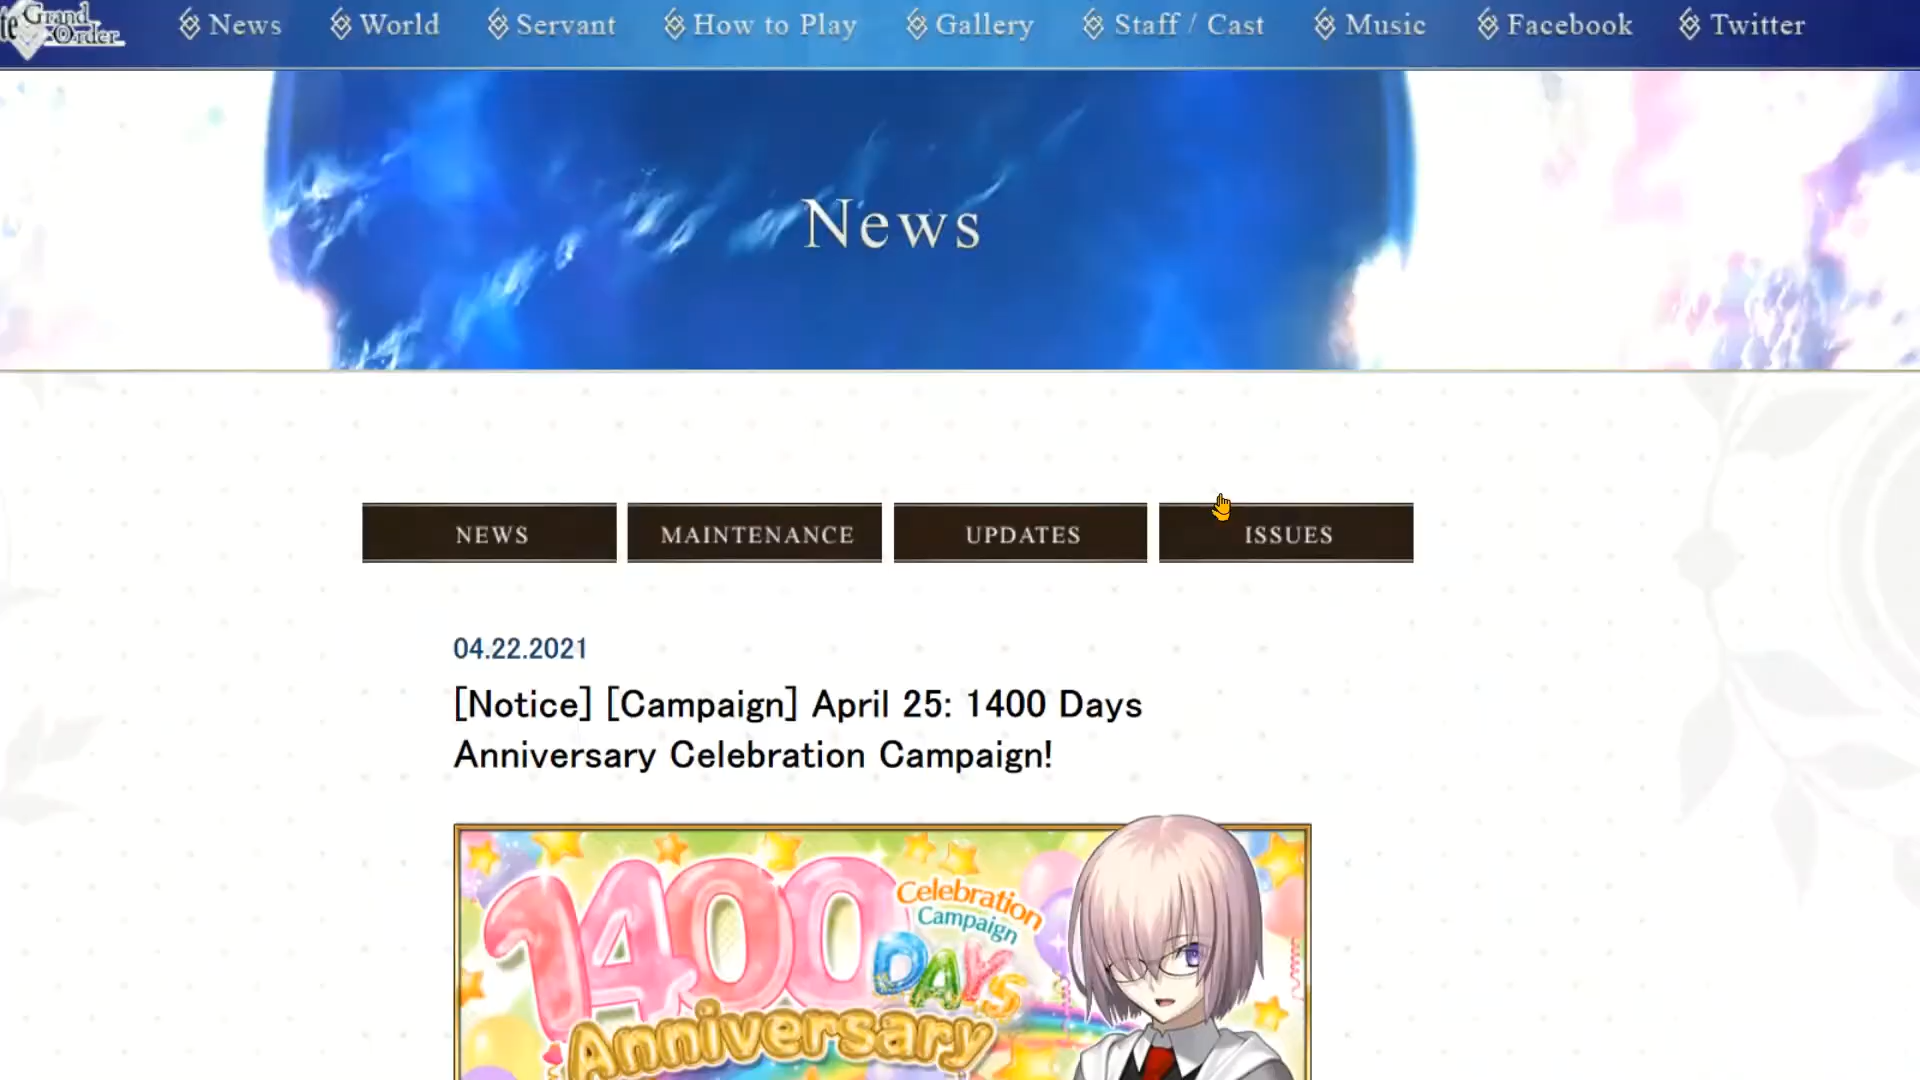 Grand
Order
News
World
Servant
How to Play
Gallery
Staff / Cast
Music
Facebook
Twitter
News
NEWS
MAINTENANCE
UPDATES
ISSUES
04.22.2021
[Notice] [Campaign] April 25: 1400 Days
Anniversary Celebration Campaign!
1400
Celebration
Campaign
DAYS
Anniversary